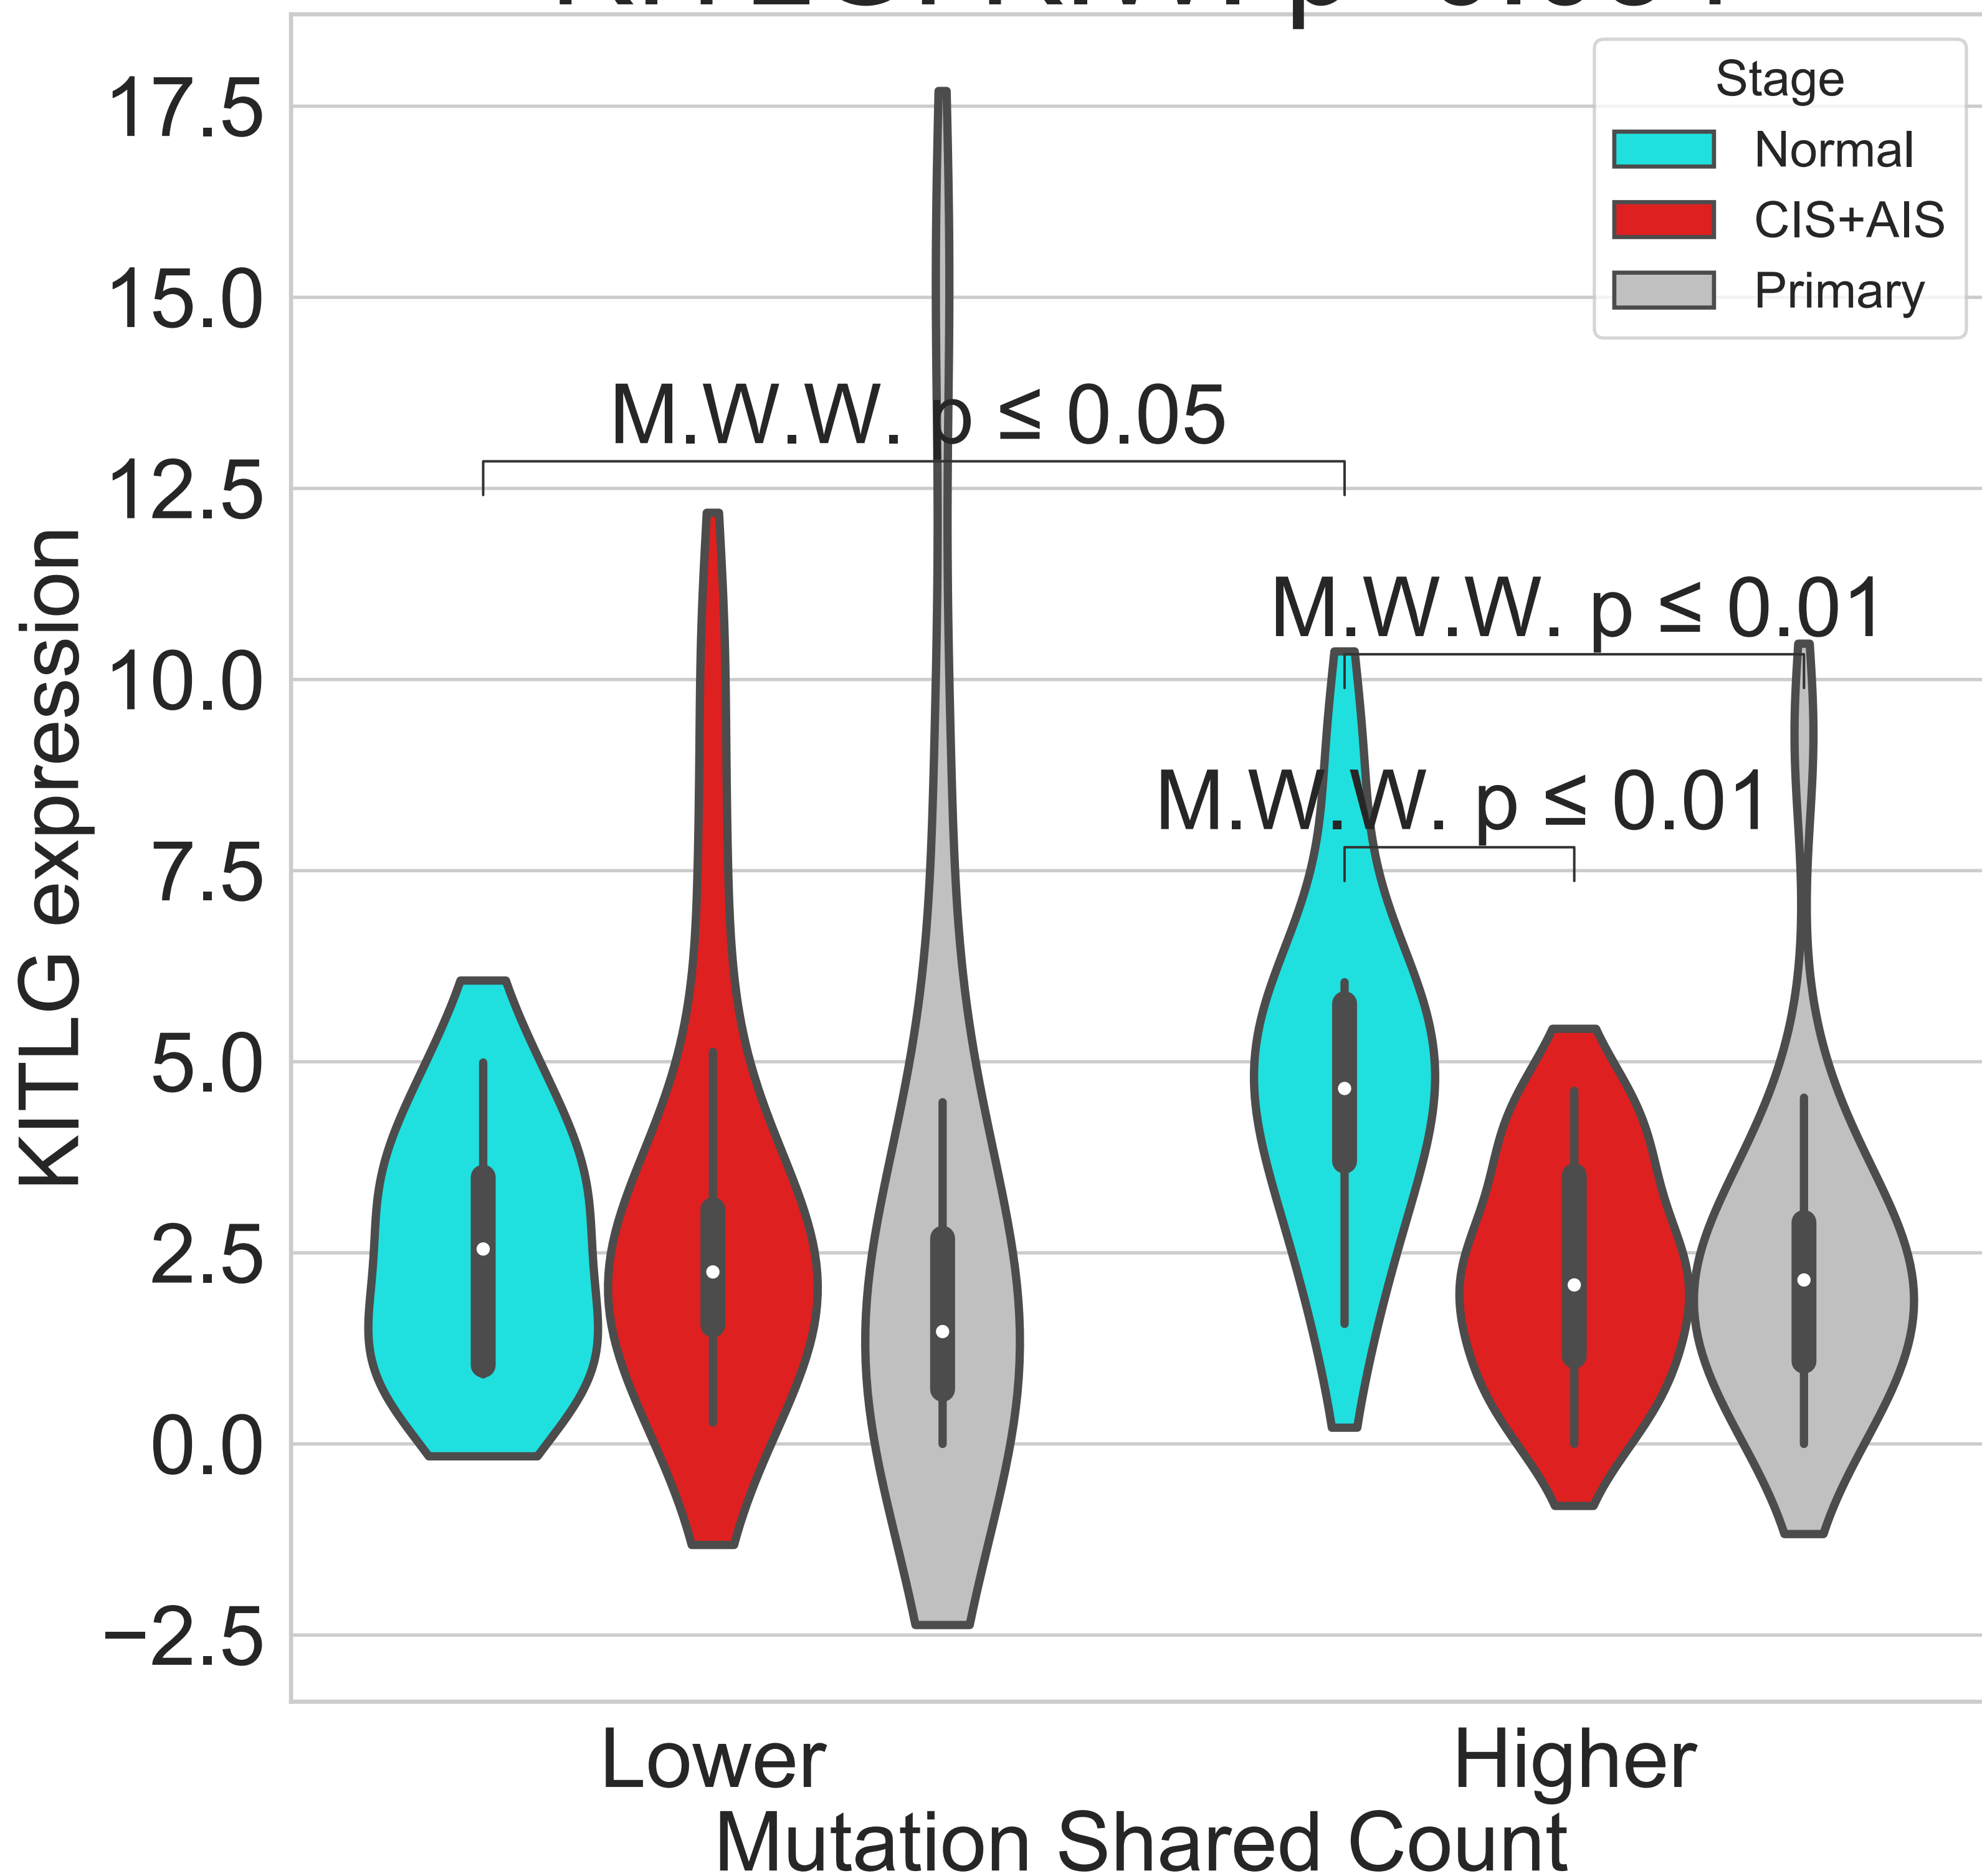 Stage
Normal
CIS+AIS
Primary
17.5
15.0
12.5
10.0
7.5
5.0
2.5
0.0
−2.5
KITLG expression
M.W.W. p ≤ 0.05
M.W.W. p ≤ 0.01
M.W.W. p ≤ 0.01
Lower
Higher
Mutation Shared Count